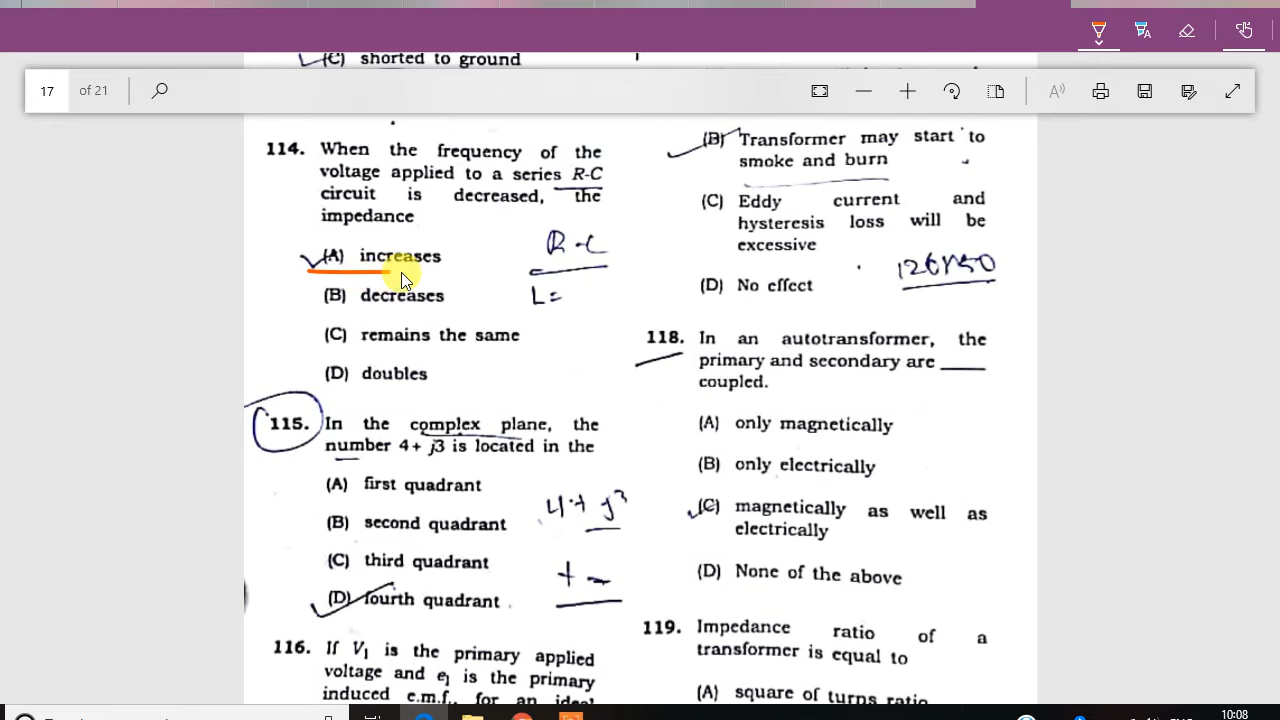 17 of 21
(C) shorted to ground
114. When the frequency of the
voltage applied to a series R-C
circuit is decreased, the
impedance
(A) increases
(B) decreases
(C) remains the same
(D) doubles
R-C
L=
115. In the complex plane, the
number 4+ j3 is located in the
(A) first quadrant
(B) second quadrant
(C) third quadrant
(D) fourth quadrant
4+ j3
+ -
116. If V1 is the primary applied
voltage and e1 is the primary
induced e.m.f., for an ideal
(B) Transformer may start to
smoke and burn
(C) Eddy current and
hysteresis loss will be
excessive
(D) No effect
118. In an autotransformer, the
primary and secondary are ____
coupled.
(A) only magnetically
(B) only electrically
(C) magnetically as well as
electrically
(D) None of the above
119. Impedance ratio of a
transformer is equal to
(A) square of turns ratio
10:08